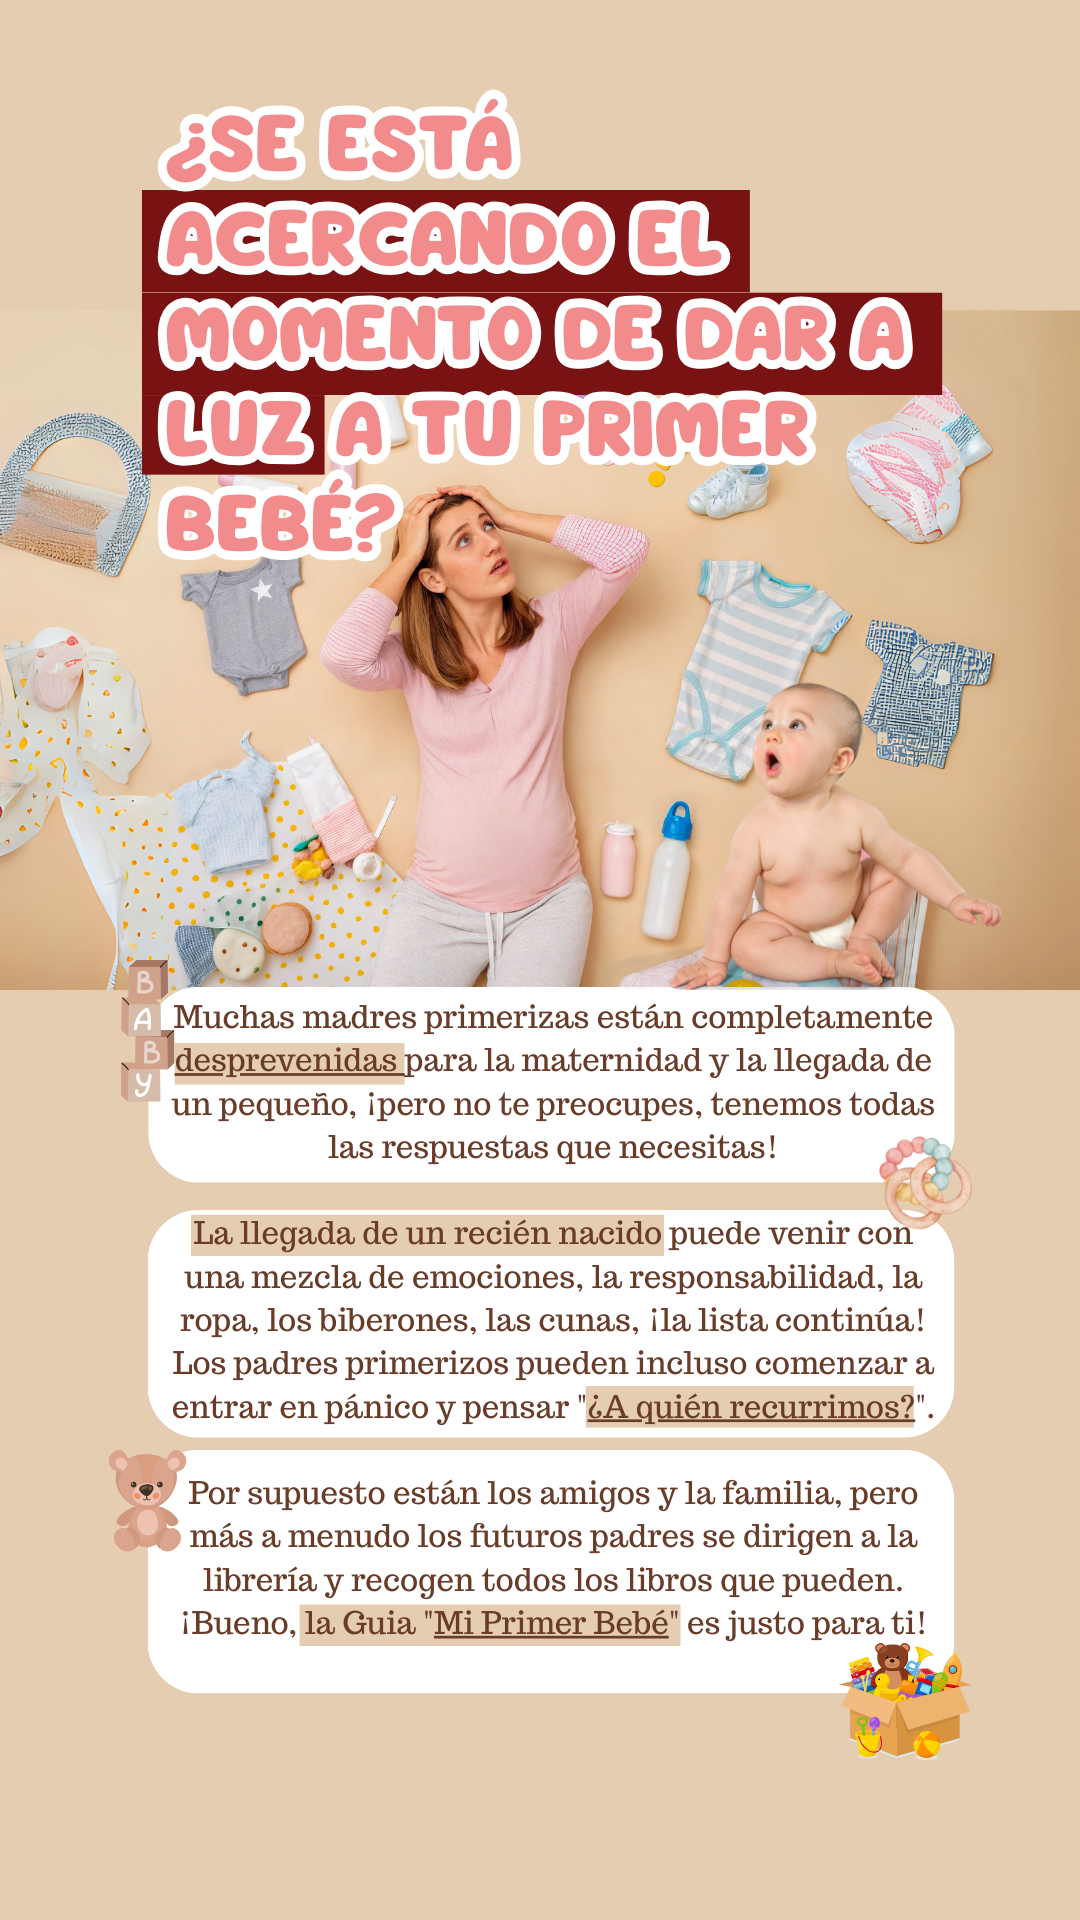 ¿SE ESTÁ
ACERCANDO EL
MOMENTO DE DAR A
LUZ A TU PRIMER
BEBÉ?
B
A
B
Y
Muchas madres primerizas están completamente
desprevenidas para la maternidad y la llegada de
un pequeño, ¡pero no te preocupes, tenemos todas
las respuestas que necesitas!
La llegada de un recién nacido puede venir con
una mezcla de emociones, la responsabilidad, la
ropa, los biberones, las cunas, ¡la lista continúa!
Los padres primerizos pueden incluso comenzar a
entrar en pánico y pensar "¿A quién recurrimos?".
Por supuesto están los amigos y la familia, pero
más a menudo los futuros padres se dirigen a la
librería y recogen todos los libros que pueden.
¡Bueno, la Guia "Mi Primer Bebé" es justo para ti!